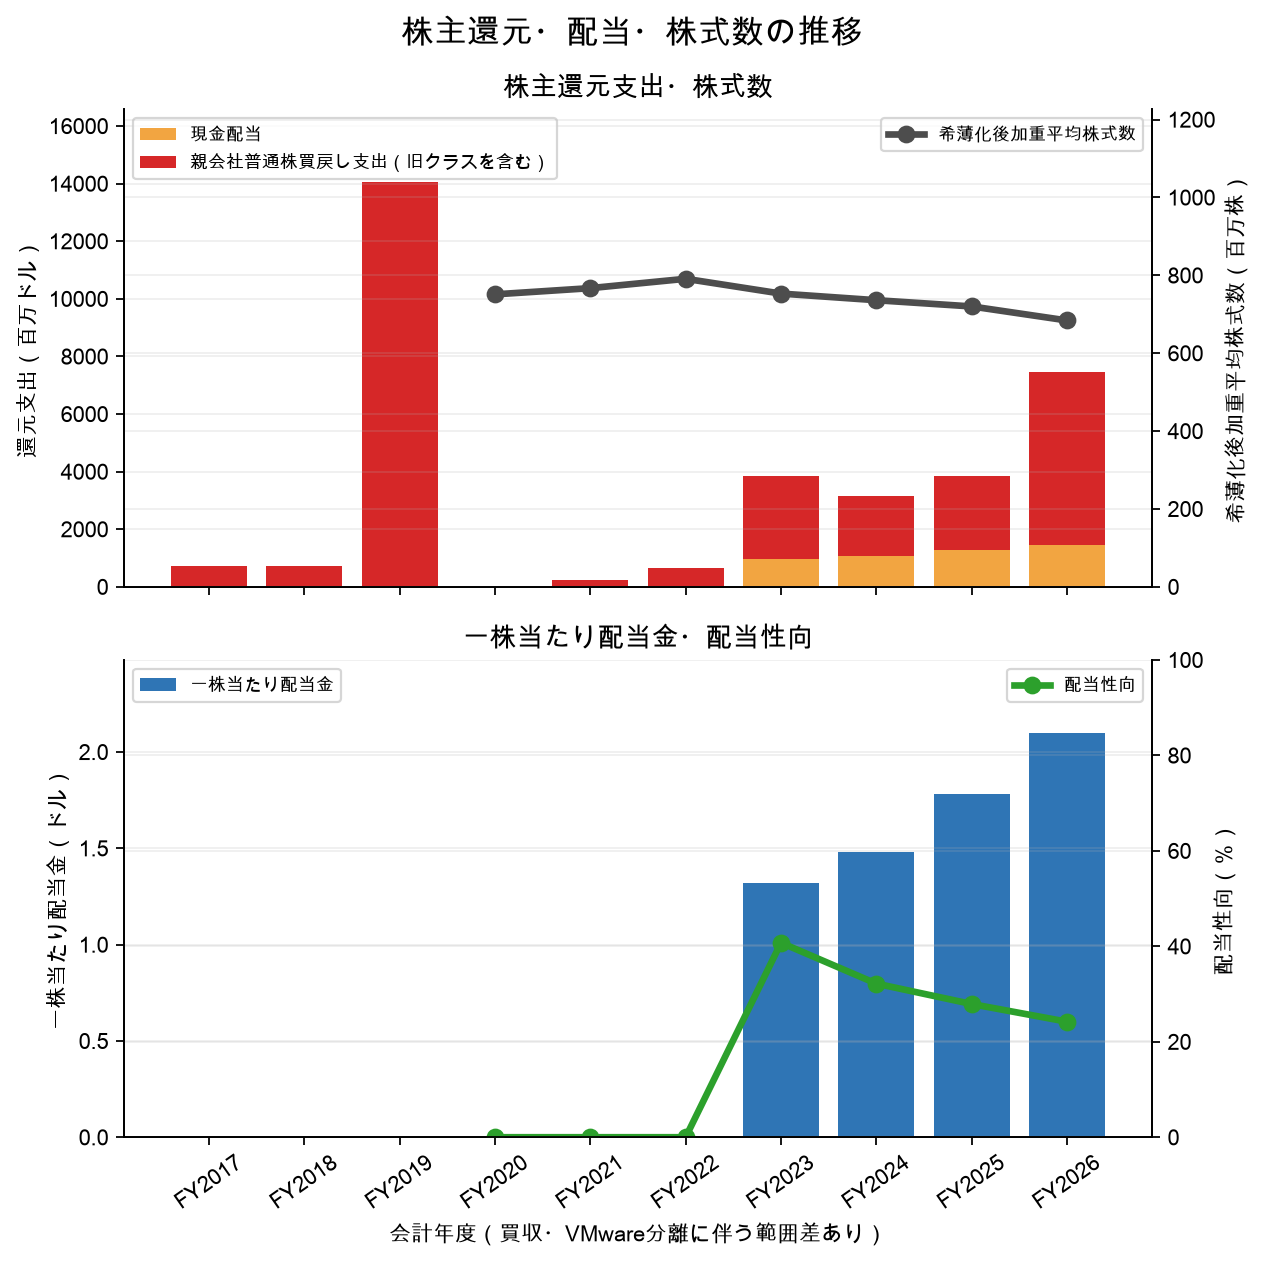 株主還元・配当・株式数の推移
株主還元支出・株式数
現金配当
親会社普通株買戻し支出(旧クラスを含む)
希薄化後加重平均株式数
還元支出(百万ドル)
16000
14000
12000
10000
8000
6000
4000
2000
0
希薄化後加重平均株式数(百万株)
1200
1000
800
600
400
200
0
一株当たり配当金・配当性向
一株当たり配当金
配当性向
一株当たり配当金(ドル)
2.0
1.5
1.0
0.5
0.0
配当性向(%)
100
80
60
40
20
0
FY2017
FY2018
FY2019
FY2020
FY2021
FY2022
FY2023
FY2024
FY2025
FY2026
会計年度(買収・VMware分離に伴う範囲差あり)